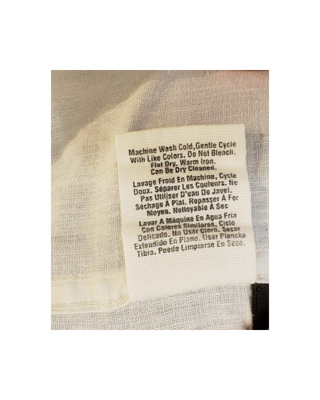 Machine Wash Cold, Gentle Cycle
With Like Colors. Do Not Bleach.
Flat Dry, Warm Iron.
Can Be Dry Cleaned.
Lavage Froid En Machine, Cycle
Doux. Séparer Les Couleurs. Ne
Pas Utiliser D'eau De Javel.
Séchage A Plat. Repasser A Fer
Moyen. Nettoyable A Sec
Lavar A Máquina En Agua Fría
Con Colores Similares, Ciclo
Delicado. No Usar Cloro. Secar
Extendido En Plano. Usar Plancha
Tibia. Puede Limpiarse En Seco.